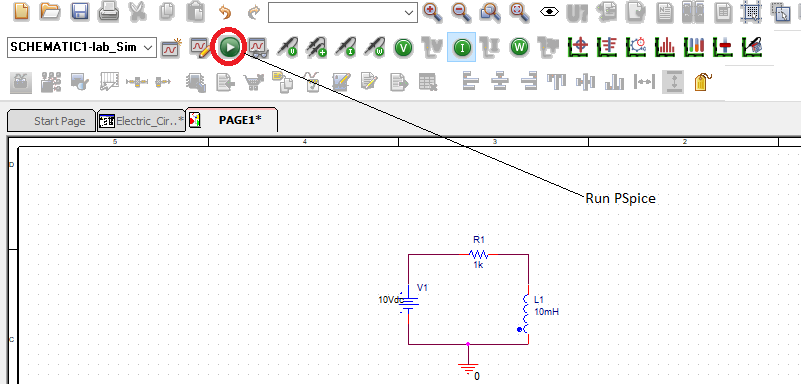 SCHEMATIC1-lab_Sim
V
I
W
Start Page
Electric_Cir..*
PAGE1*
5
4
3
2
D
Run PSpice
R1
1k
V1
10Vdc
L1
10mH
C
0